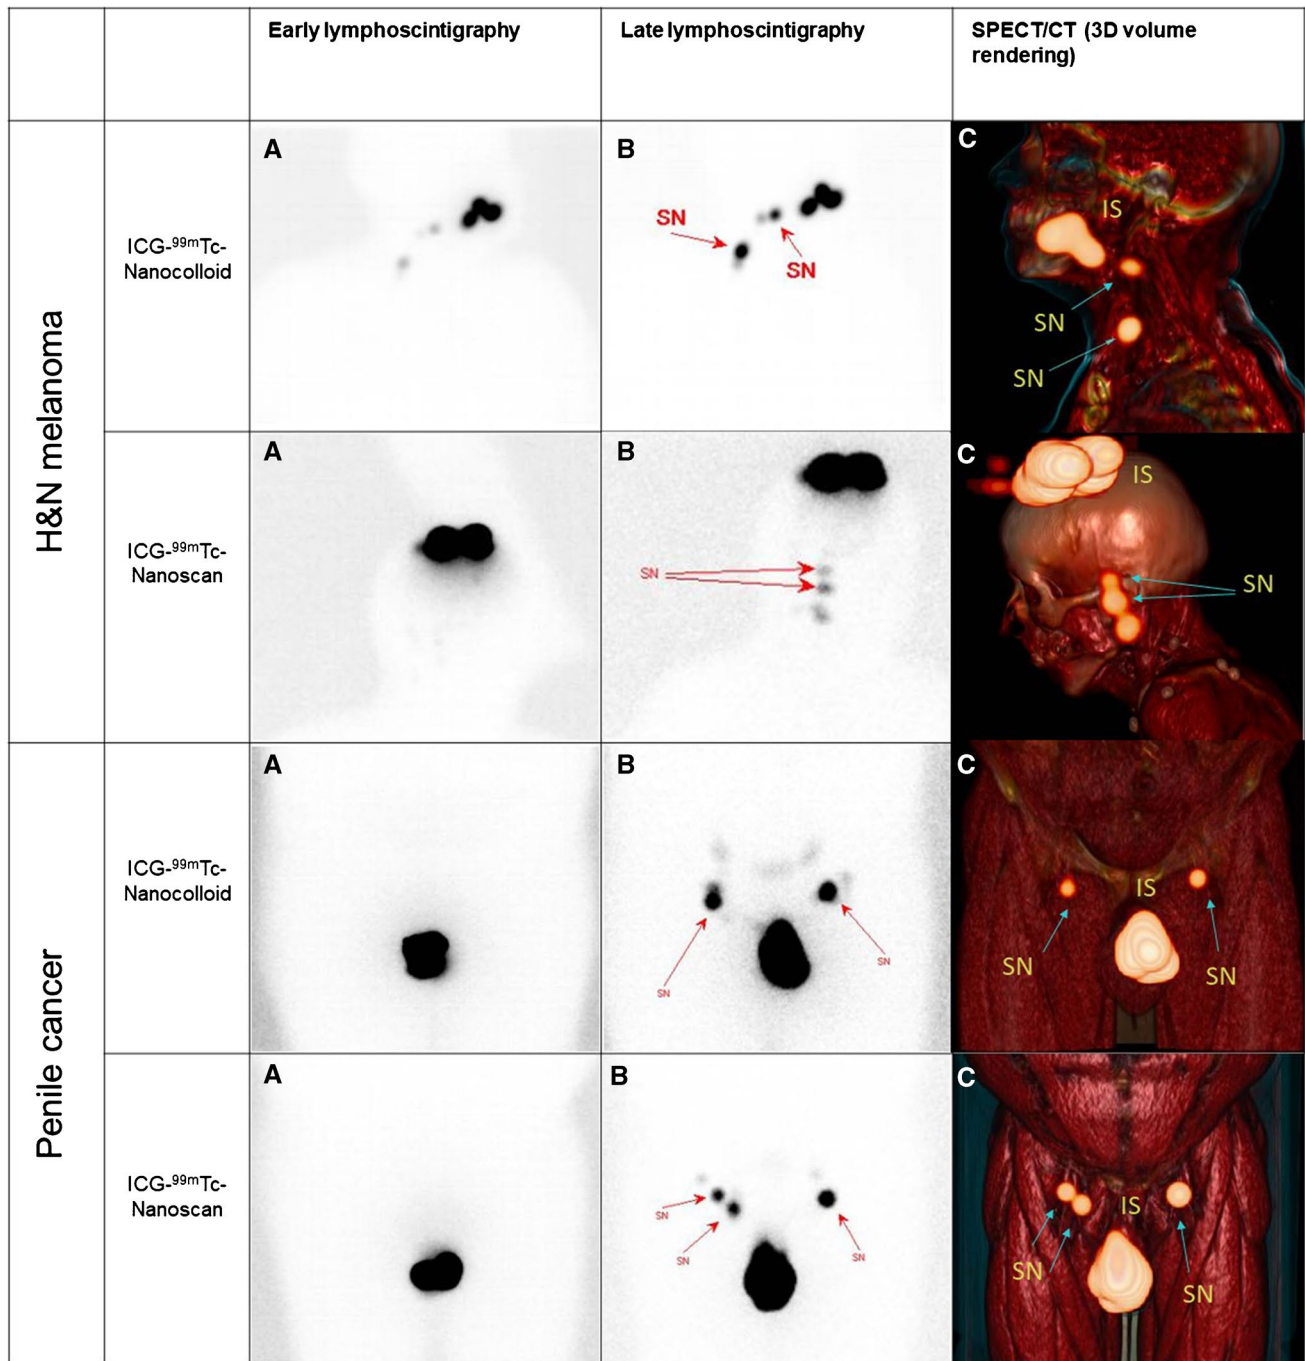 Early lymphoscintigraphy
Late lymphoscintigraphy
SPECT/CT (3D volume
rendering)
H&N melanoma
ICG-99mTc-
Nanocolloid
A
B
SN
SN
C
IS
SN
SN
ICG-99mTc-
Nanoscan
A
B
SN
C
IS
SN
Penile cancer
ICG-99mTc-
Nanocolloid
A
B
SN
SN
C
IS
SN
SN
ICG-99mTc-
Nanoscan
A
B
SN
SN
SN
C
IS
SN
SN